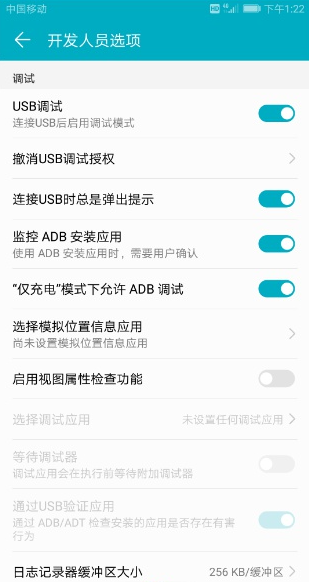 中国移动
HD 4G 下午1:22
开发人员选项
调试
USB调试
连接USB后启用调试模式
撤消USB调试授权
连接USB时总是弹出提示
监控 ADB 安装应用
使用 ADB 安装应用时，需要用户确认
“仅充电”模式下允许 ADB 调试
选择模拟位置信息应用
尚未设置模拟位置信息应用
启用视图属性检查功能
选择调试应用 未设置任何调试应用
等待调试器
调试应用会在执行前等待附加调试器
通过USB验证应用
通过 ADB/ADT 检查安装的应用是否存在有害
行为
日志记录器缓冲区大小 256 KB/缓冲区